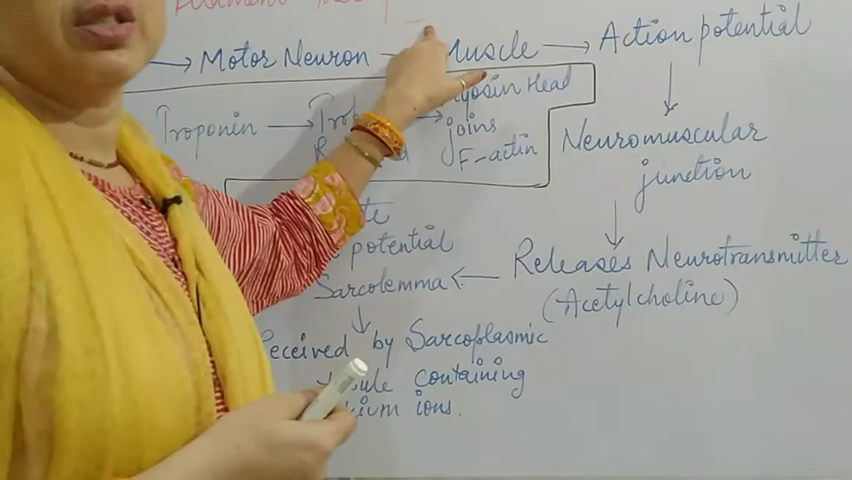 Filament
→ Motor Neuron → Muscle → Action potential
Troponin → → Myosin Head
joins
F-actin
Neuromuscular
junction
Releases Neurotransmitter
(Acetylcholine)
potential
Sarcolemma ←
Received by Sarcoplasmic
containing
ions.